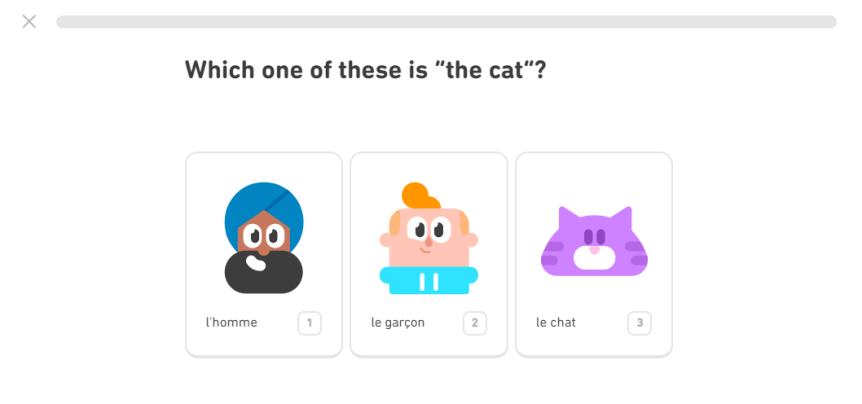 Which one of these is “the cat”?
l'homme 1
le garçon 2
le chat 3